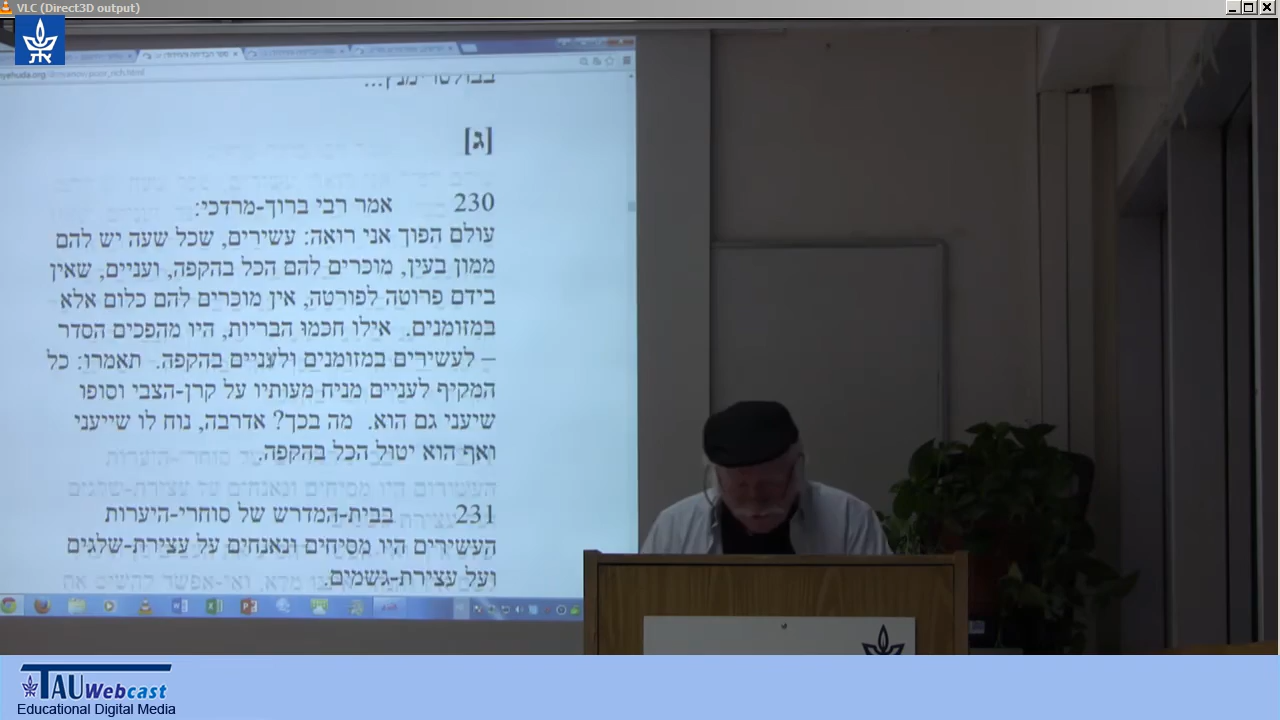 VLC (Direct3D output)
[ג]
230 אמר רבי ברוך-מרדכי:
עולם הפוך אני רואה: עשירים, שכל שעה יש להם
ממון בעין, מוכרים להם הכל בהקפה, ועניים, שאין
בידם פרוטה לפורטה, אין מוכרים להם כלום אלא
במזומנים. אילו חכמו הבריות, היו מהפכים הסדר
– לעשירים במזומנים ולעניים בהקפה. תאמרו: כל
המקיף לעניים מניח מעותיו על קרן-הצבי וסופו
שיעני גם הוא. מה בכך? אדרבה, נוח לו שייעני
ואף הוא יטול הכל בהקפה.
231 בבית-המדרש של סוחרי-היערות
העשירים היו מסיחים ונאנחים על עצירת-שלגים
ועל עצירת-גשמים.
TAU Webcast
Educational Digital Media